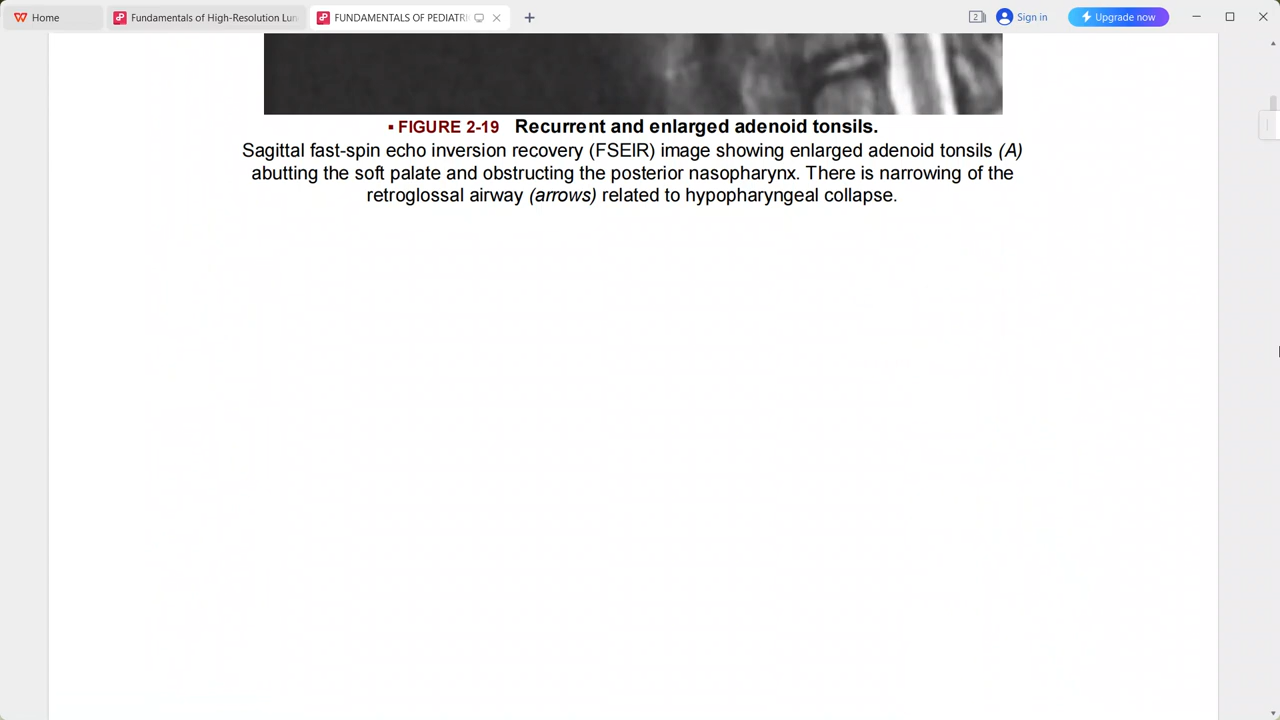 Home
Fundamentals of High-Resolution Lun
FUNDAMENTALS OF PEDIATRI
2
Sign in
Upgrade now
▪ FIGURE 2-19 Recurrent and enlarged adenoid tonsils.
Sagittal fast-spin echo inversion recovery (FSEIR) image showing enlarged adenoid tonsils (A)
abutting the soft palate and obstructing the posterior nasopharynx. There is narrowing of the
retroglossal airway (arrows) related to hypopharyngeal collapse.